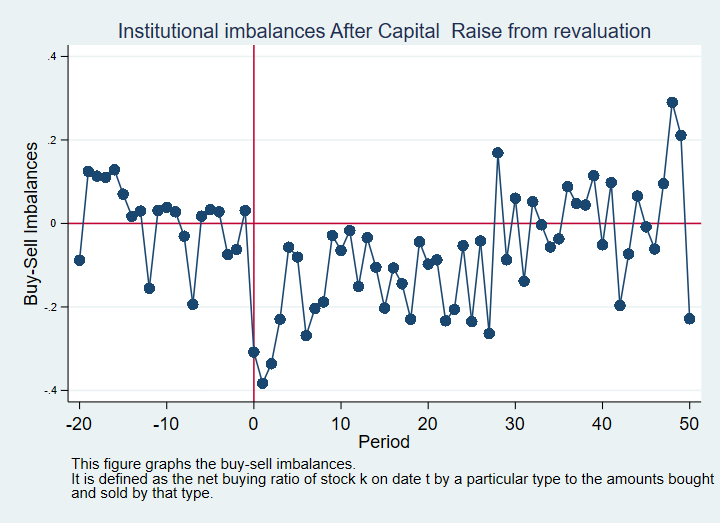 Institutional imbalances After Capital  Raise from revaluation
Buy-Sell Imbalances
.4
.2
0
-.2
-.4
-20 -10 0 10 20 30 40 50
Period
This figure graphs the buy-sell imbalances.
It is defined as the net buying ratio of stock k on date t by a particular type to the amounts bought
and sold by that type.